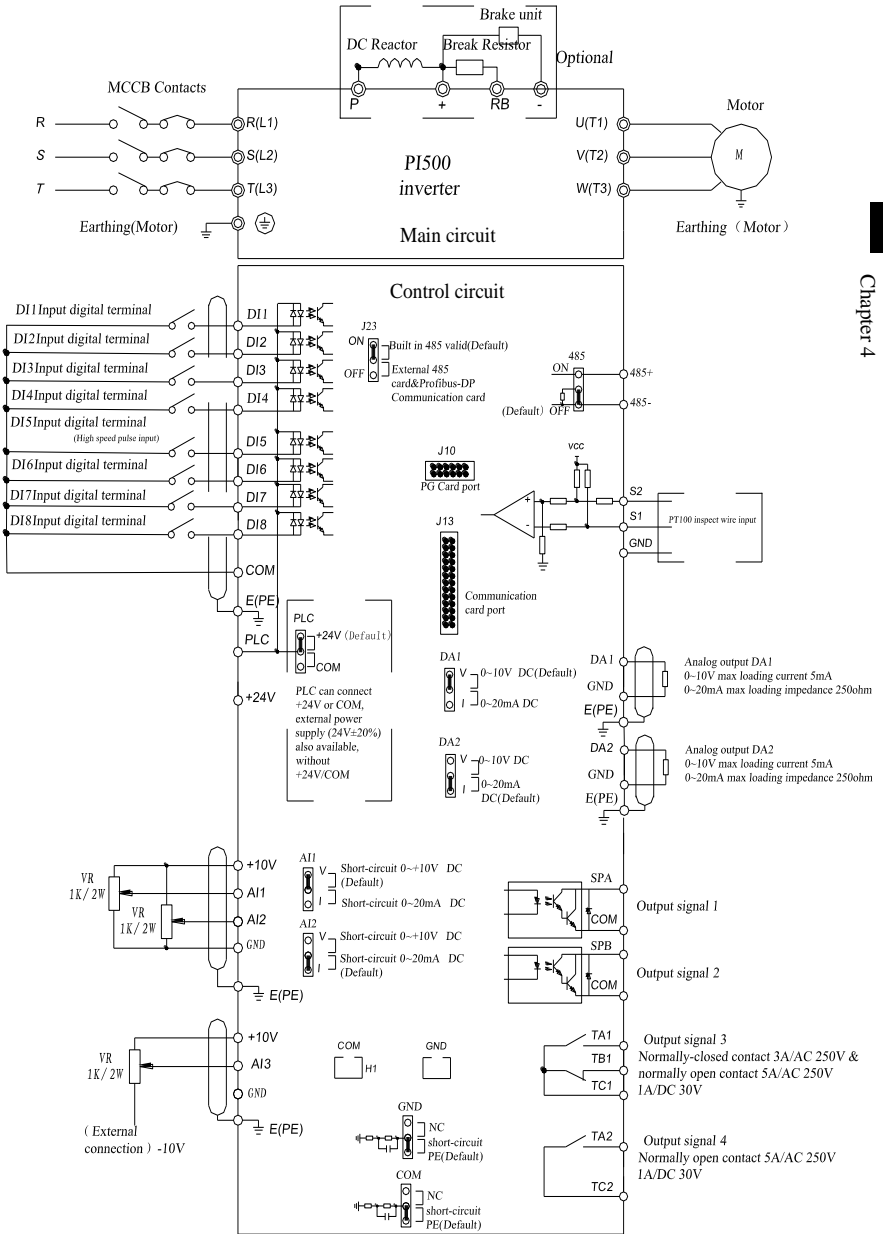 Brake unit
DC Reactor
Break Resistor
Optional
P
+
RB
-
MCCB Contacts
Motor
R
R(L1)
U(T1)
S
S(L2)
PI500
inverter
V(T2)
M
T
T(L3)
W(T3)
Earthing(Motor)
Main circuit
Earthing（Motor）
Chapter 4
Control circuit
DI1Input digital terminal
DI1
DI2Input digital terminal
DI2
DI3Input digital terminal
DI3
DI4Input digital terminal
DI4
DI5Input digital terminal
(High speed pulse input)
DI5
DI6Input digital terminal
DI6
DI7Input digital terminal
DI7
DI8Input digital terminal
DI8
COM
E(PE)
PLC
+24V
J23
ON
Built in 485 valid(Default)
OFF
External 485
card&Profibus-DP
Communication card
485
ON
485+
(Default）OFF
485-
J10
PG Card port
J13
Communication
card port
vcc
+
-
S2
S1
GND
PT100 inspect wire input
PLC
+24V（Default）
COM
PLC can connect
+24V or COM,
external power
supply (24V±20%)
also available,
without
+24V/COM
DA1
V
0~10V DC(Default)
I
0~20mA DC
DA2
V
0~10V DC
I
0~20mA
DC(Default)
DA1
GND
E(PE)
Analog output DA1
0~10V max loading current 5mA
0~20mA max loading impedance 250ohm
DA2
GND
E(PE)
Analog output DA2
0~10V max loading current 5mA
0~20mA max loading impedance 250ohm
VR
1K/2W
VR
1K/2W
+10V
AI1
AI2
GND
E(PE)
AI1
V
Short-circuit 0~+10V DC
(Default)
I
Short-circuit 0~20mA DC
AI2
V
Short-circuit 0~+10V DC
I
Short-circuit 0~20mA DC
(Default)
SPA
COM
Output signal 1
SPB
COM
Output signal 2
VR
1K/2W
+10V
AI3
GND
E(PE)
（External
connection）-10V
COM
H1
GND
GND
NC
short-circuit
PE(Default)
COM
NC
short-circuit
PE(Default)
TA1
TB1
TC1
Output signal 3
Normally-closed contact 3A/AC 250V &
normally open contact 5A/AC 250V
1A/DC 30V
TA2
TC2
Output signal 4
Normally open contact 5A/AC 250V
1A/DC 30V